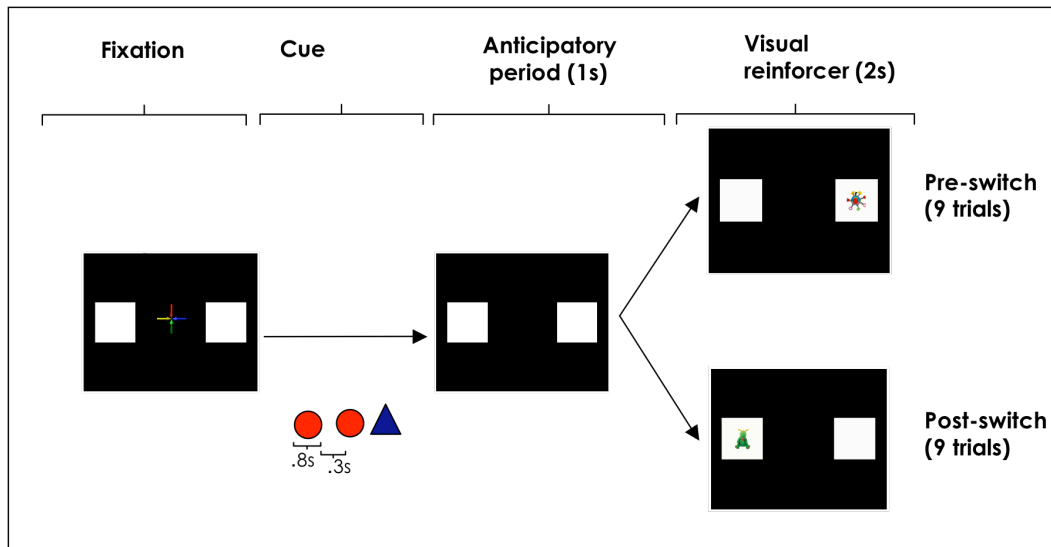 Fixation
Cue
Anticipatory
period (1s)
Visual
reinforcer (2s)
Pre-switch
(9 trials)
.8s
.3s
Post-switch
(9 trials)